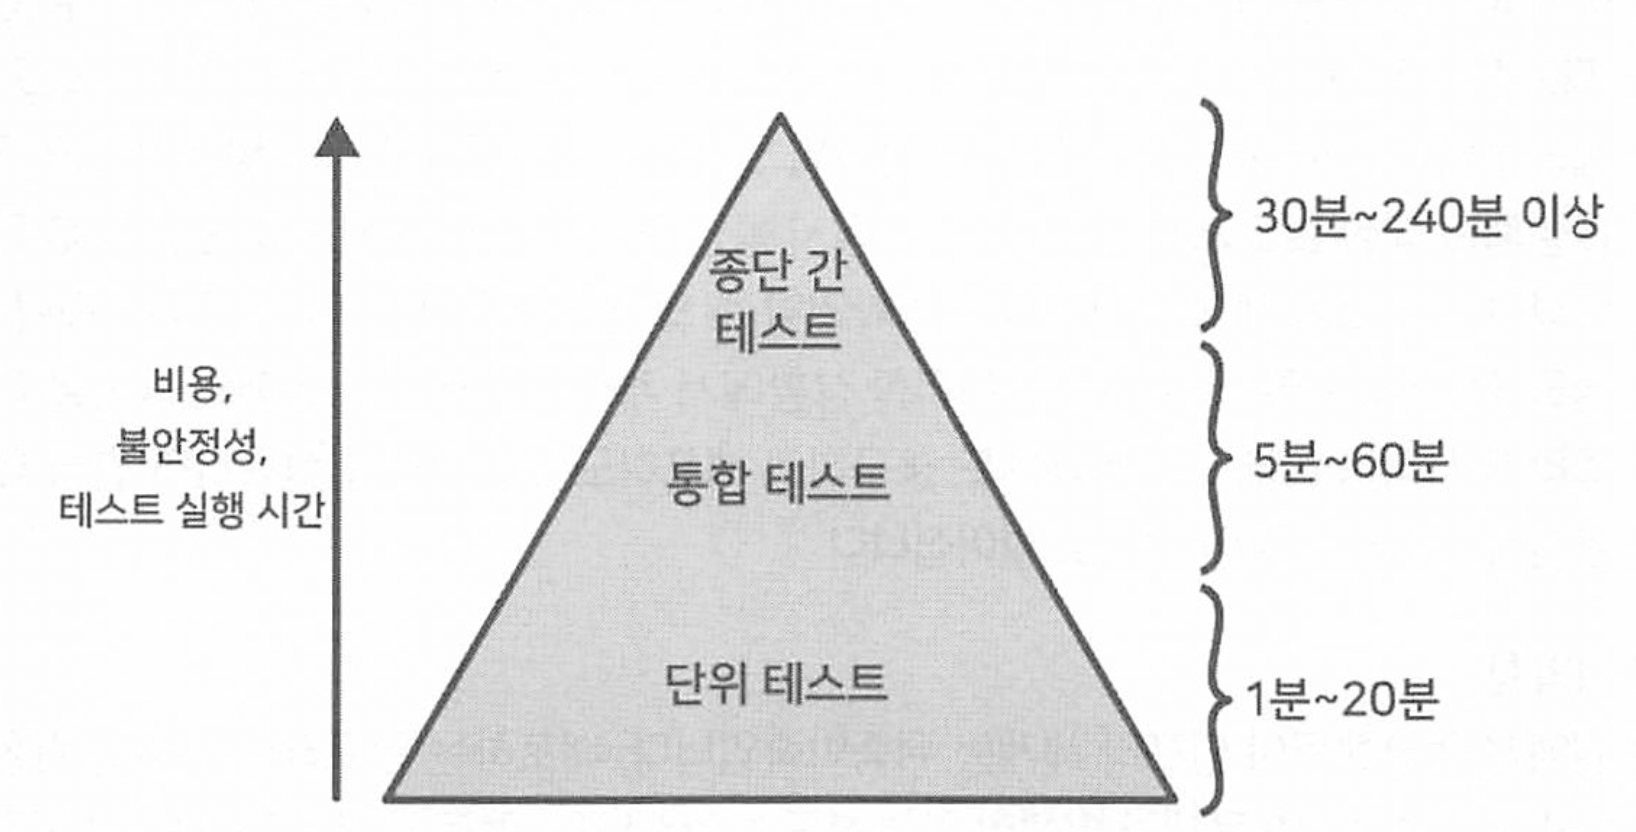 30분~240분 이상
종단 간
테스트
비용,
불안정성,
테스트 실행 시간
5분~60분
통합 테스트
단위 테스트
1분~20분